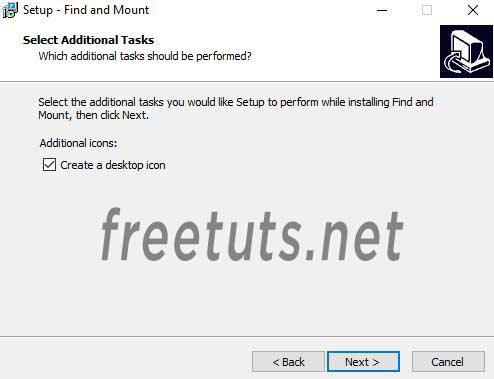 Setup - Find and Mount
Select Additional Tasks
Which additional tasks should be performed?
Select the additional tasks you would like Setup to perform while installing Find and
Mount, then click Next.
Additional icons:
Create a desktop icon
freetuts.net
< Back
Next >
Cancel